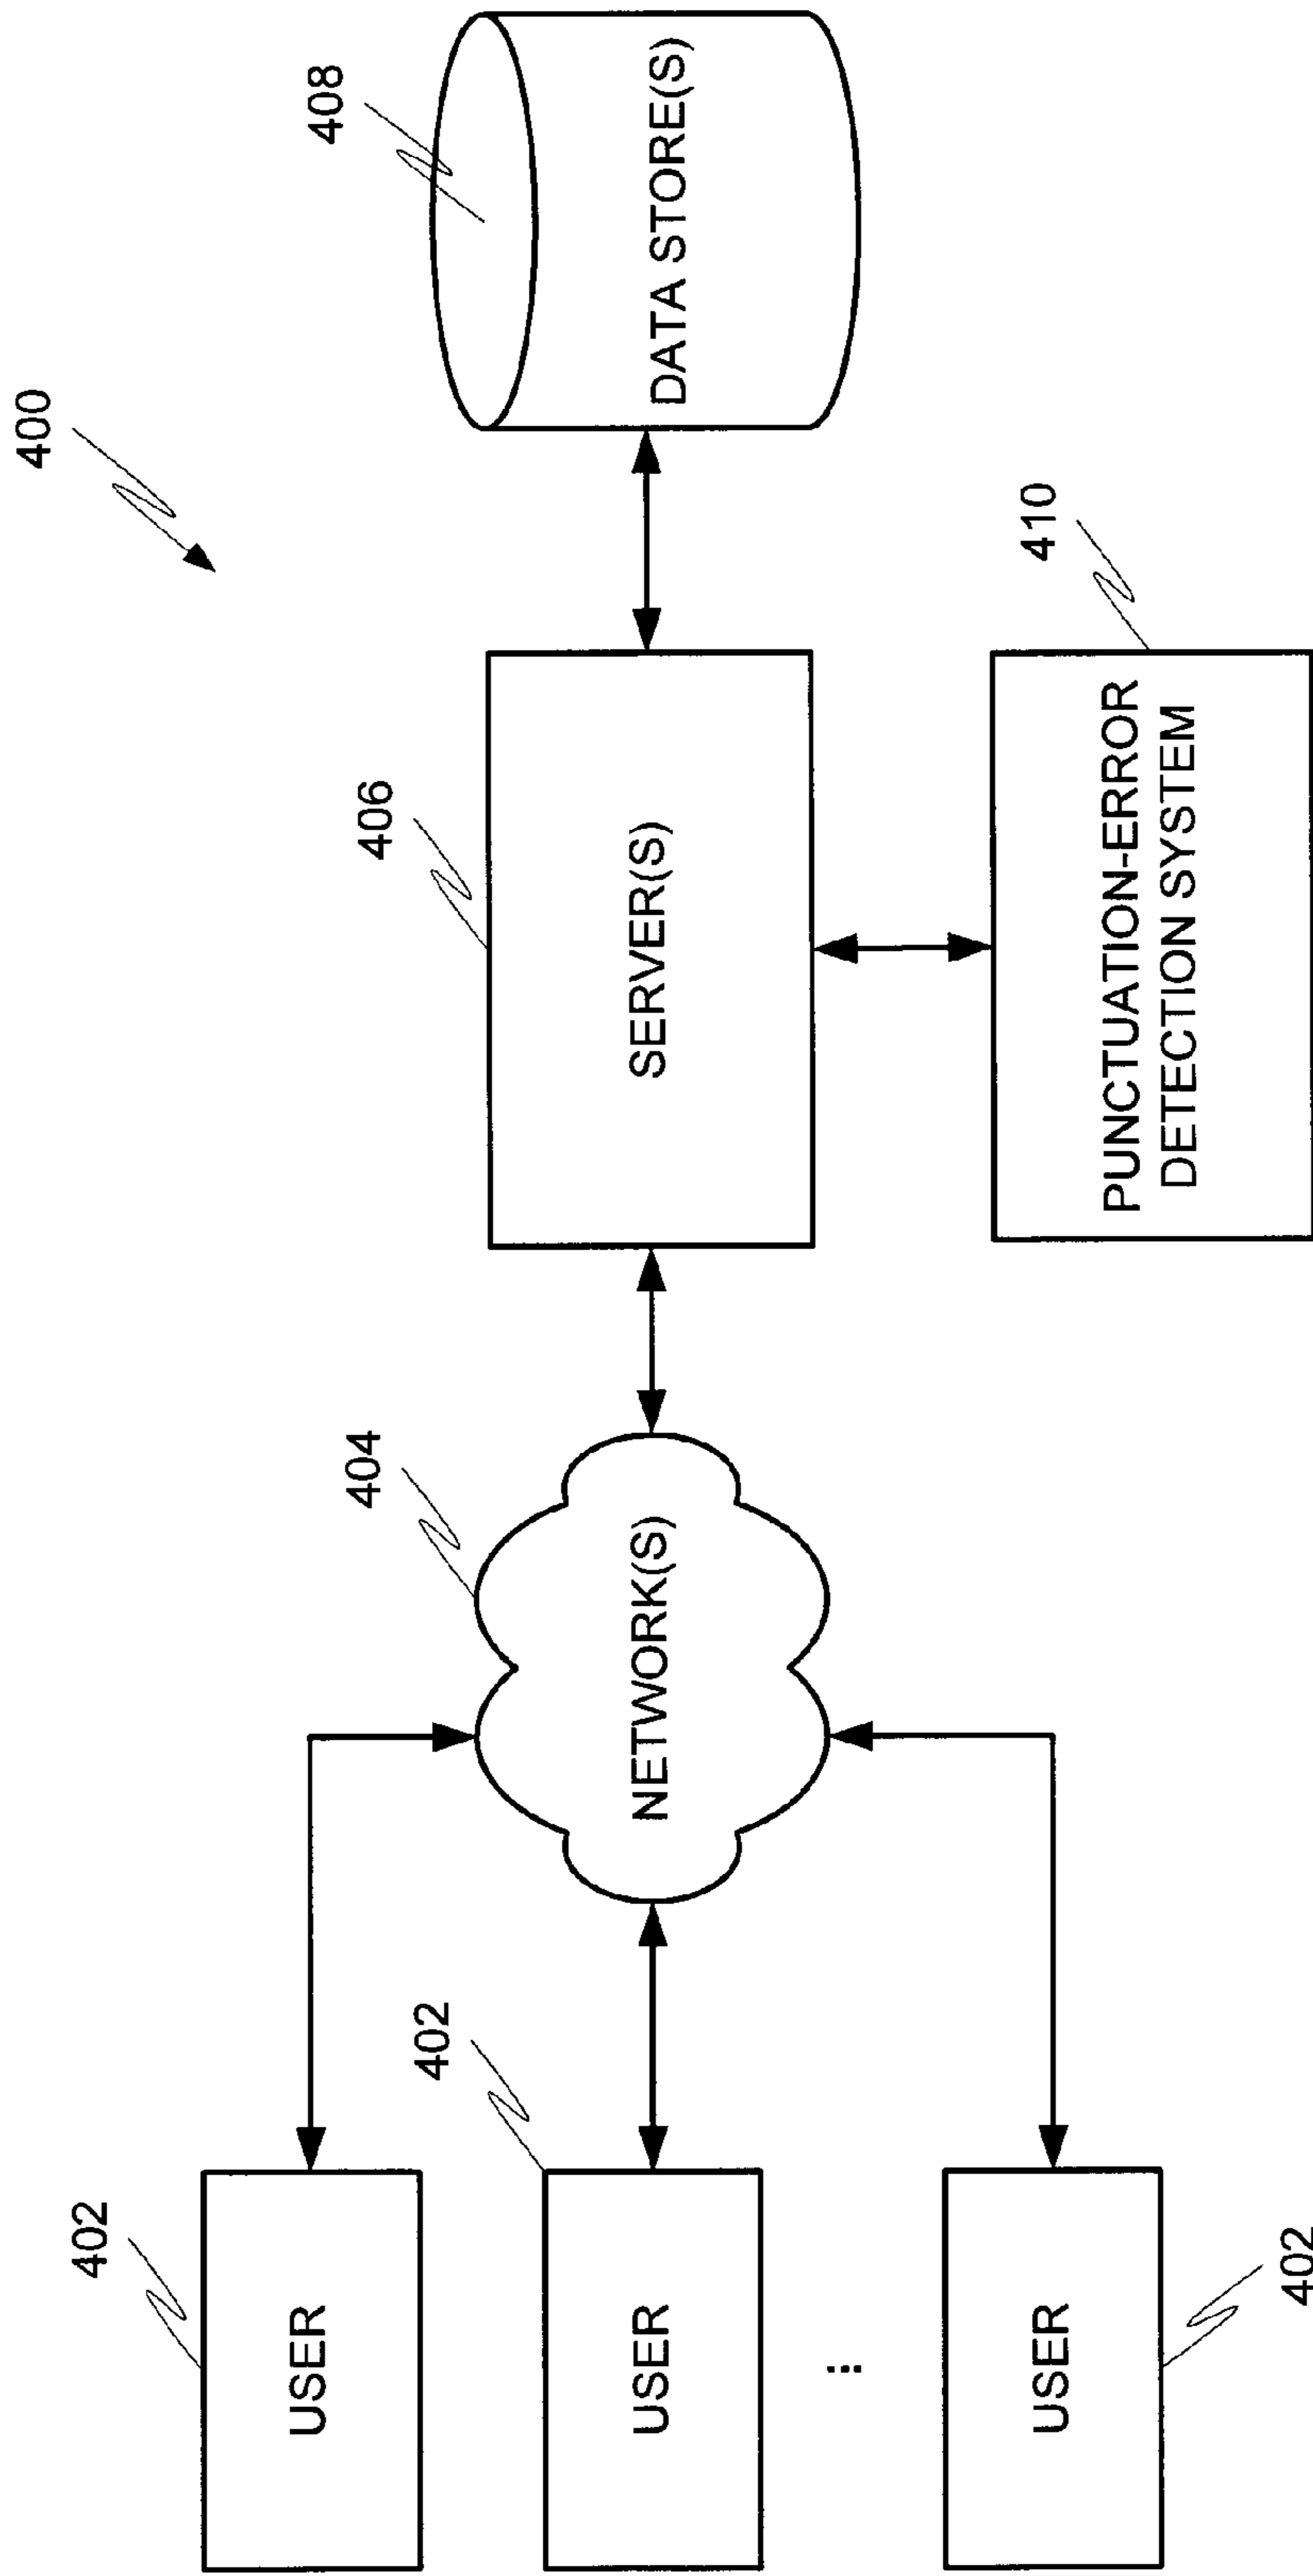 400
402
USER
402
USER
⋮
USER
402
404
NETWORK(S)
406
SERVER(S)
408
DATA STORE(S)
410
PUNCTUATION-ERROR
DETECTION SYSTEM